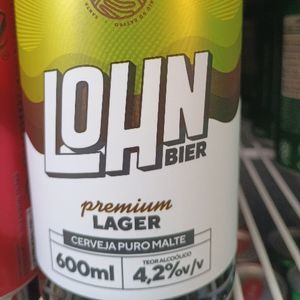 LOHN
BIER
premium
LAGER
CERVEJA PURO MALTE
600ml
TEOR ALCOÓLICO
4,2%v/v